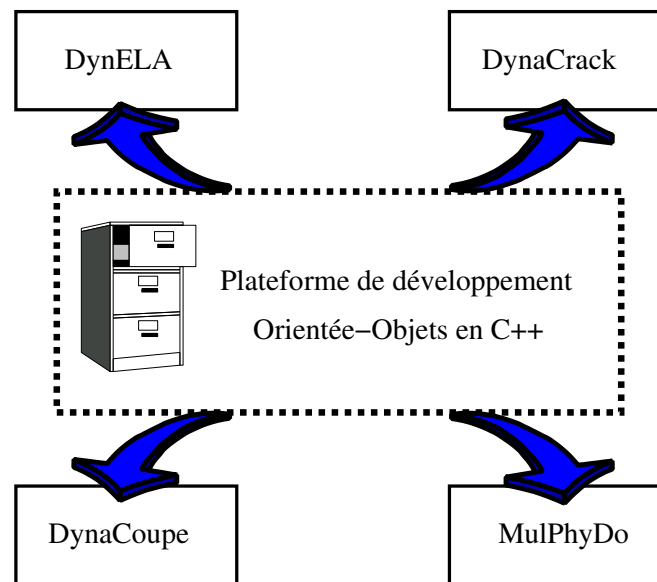 DynELA
DynaCrack
Plateforme de développement
Orientée−Objets en C++
DynaCoupe
MulPhyDo